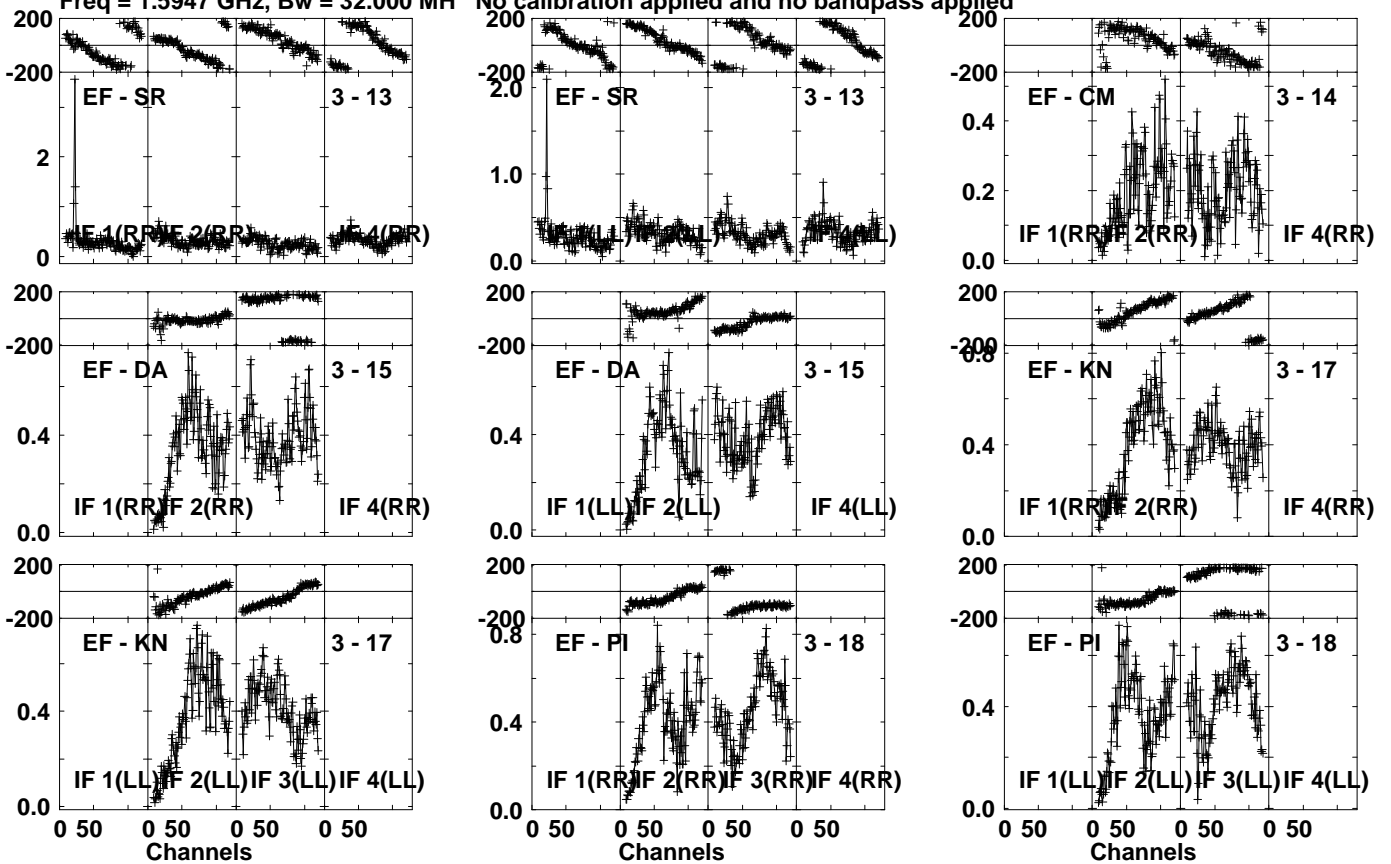 Freq = 1.5947 GHz, Bw = 32.000 MH No calibration applied and no bandpass applied
200 200 200
-200 -200 -200
EF - SR 3 - 13 2.0 EF - SR 3 - 13 EF - CM 3 - 14
0.4
2 1.0 0.2
IF 1(RR) IF 2(RR) IF 4(RR) IF 1(LL) IF 2(LL) IF 4(LL) IF 1(RR) IF 2(RR) IF 4(RR)
0 0.0 0.0
200 200 200
-200 -200 -200
0.8
EF - DA 3 - 15 EF - DA 3 - 15 EF - KN 3 - 17
0.4 0.4 0.4
IF 1(RR) IF 2(RR) IF 4(RR) IF 1(LL) IF 2(LL) IF 4(LL) IF 1(RR) IF 2(RR) IF 4(RR)
0.0 0.0 0.0
200 200 200
-200 -200 -200
EF - KN 3 - 17 0.8 EF - PI 3 - 18 EF - PI 3 - 18
0.4 0.4 0.4
IF 1(LL) IF 2(LL) IF 3(LL) IF 4(LL) IF 1(RR) IF 2(RR) IF 3(RR) IF 4(RR) IF 1(LL) IF 2(LL) IF 3(LL) IF 4(LL)
0.0 0.0 0.0
0 50 0 50 0 50 0 50 0 50 0 50 0 50 0 50 0 50 0 50 0 50 0 50
Channels Channels Channels